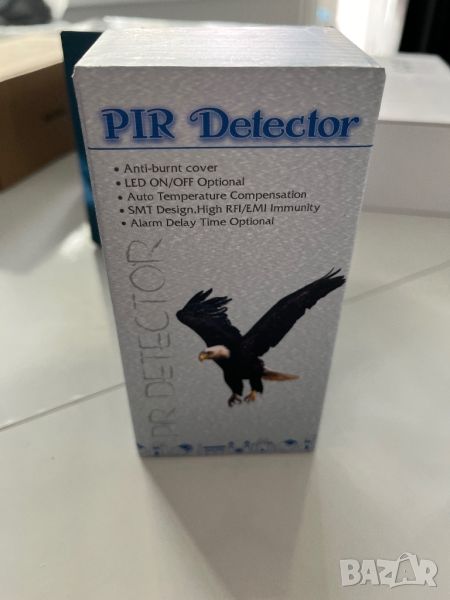 PIR Detector
• Anti-burnt cover
• LED ON/OFF Optional
• Auto Temperature Compensation
• SMT Design.High RFI/EMI Immunity
• Alarm Delay Time Optional
PIR DETECTOR
BAZAR